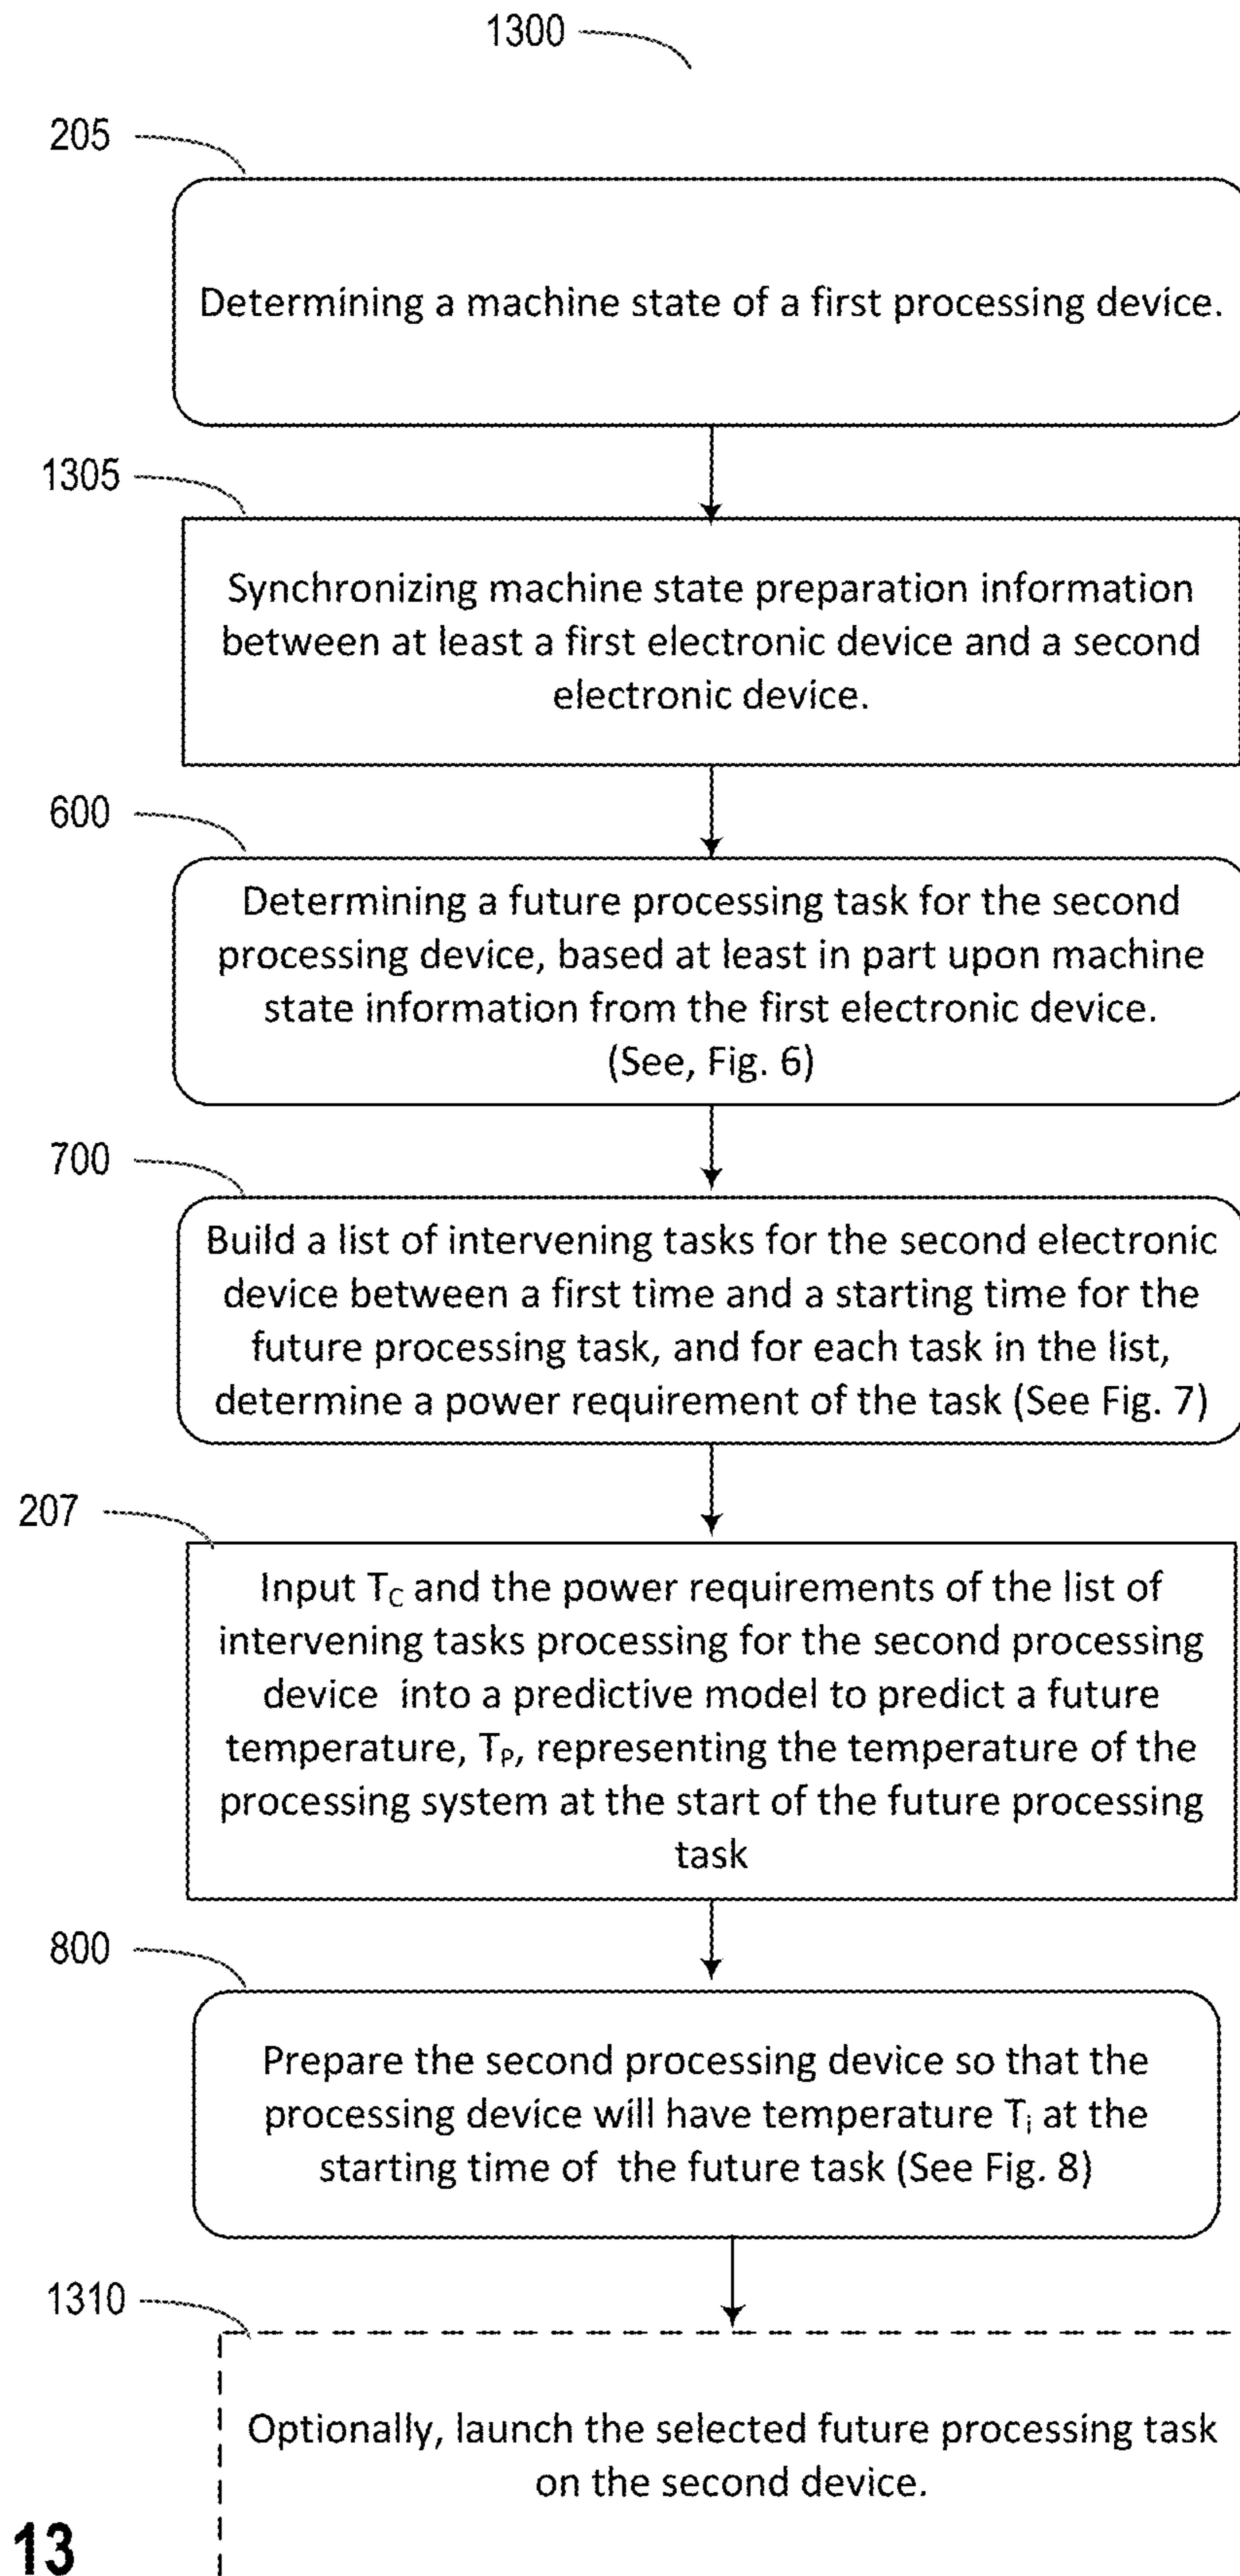 1300
205
Determining a machine state of a first processing device.
1305
Synchronizing machine state preparation information
between at least a first electronic device and a second
electronic device.
600
Determining a future processing task for the second
processing device, based at least in part upon machine
state information from the first electronic device.
(See, Fig. 6)
700
Build a list of intervening tasks for the second electronic
device between a first time and a starting time for the
future processing task, and for each task in the list,
determine a power requirement of the task (See Fig. 7)
207
Input T_C and the power requirements of the list of
intervening tasks processing for the second processing
device into a predictive model to predict a future
temperature, T_P, representing the temperature of the
processing system at the start of the future processing
task
800
Prepare the second processing device so that the
processing device will have temperature T_i at the
starting time of the future task (See Fig. 8)
1310
Optionally, launch the selected future processing task
on the second device.
13